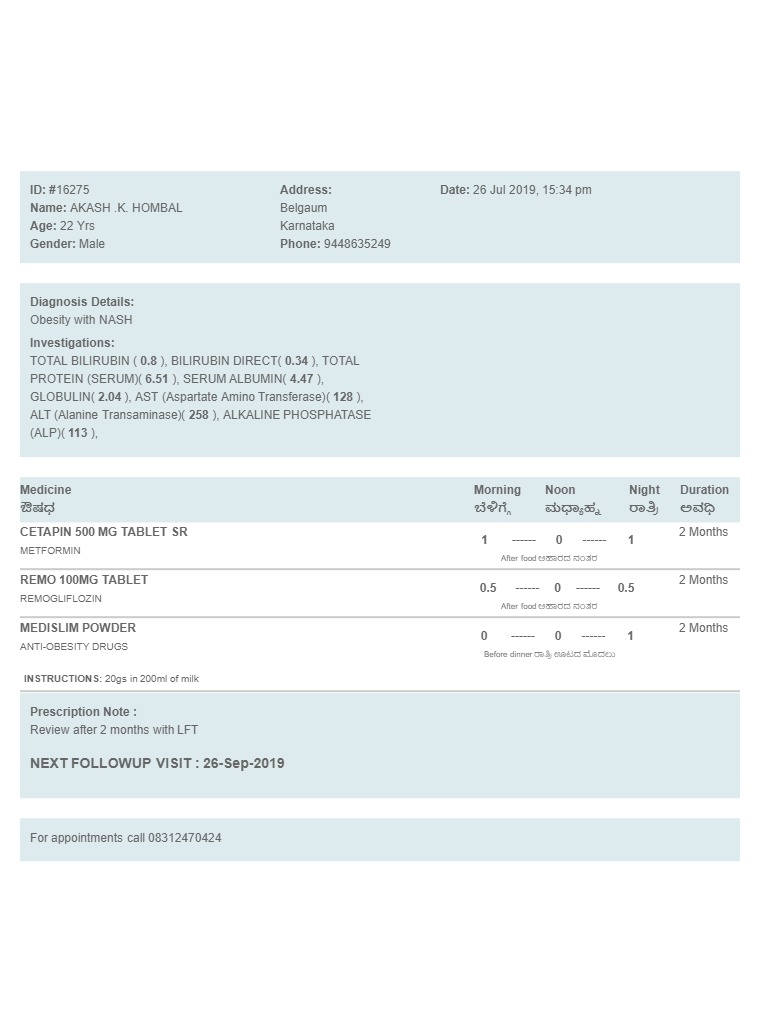 ID: #16275
Name: AKASH .K. HOMBAL
Age: 22 Yrs
Gender: Male
Address:
Belgaum
Karnataka
Phone: 9448635249
Date: 26 Jul 2019, 15:34 pm
Diagnosis Details:
Obesity with NASH
Investigations:
TOTAL BILIRUBIN ( 0.8 ), BILIRUBIN DIRECT( 0.34 ), TOTAL
PROTEIN (SERUM)( 6.51 ), SERUM ALBUMIN( 4.47 ),
GLOBULIN( 2.04 ), AST (Aspartate Amino Transferase)( 128 ),
ALT (Alanine Transaminase)( 258 ), ALKALINE PHOSPHATASE
(ALP)( 113 ),
Medicine Morning Noon Night Duration
ಔಷಧ ಬೆಳಿಗ್ಗೆ ಮಧ್ಯಾಹ್ನ ರಾತ್ರಿ ಅವಧಿ
CETAPIN 500 MG TABLET SR 1 ------ 0 ------ 1 2 Months
METFORMIN After food ಆಹಾರದ ನಂತರ
REMO 100MG TABLET 0.5 ------ 0 ------ 0.5 2 Months
REMOGLIFLOZIN After food ಆಹಾರದ ನಂತರ
MEDISLIM POWDER 0 ------ 0 ------ 1 2 Months
ANTI-OBESITY DRUGS Before dinner ರಾತ್ರಿ ಊಟದ ಮೊದಲು
INSTRUCTIONS: 20gs in 200ml of milk
Prescription Note :
Review after 2 months with LFT
NEXT FOLLOWUP VISIT : 26-Sep-2019
For appointments call 08312470424